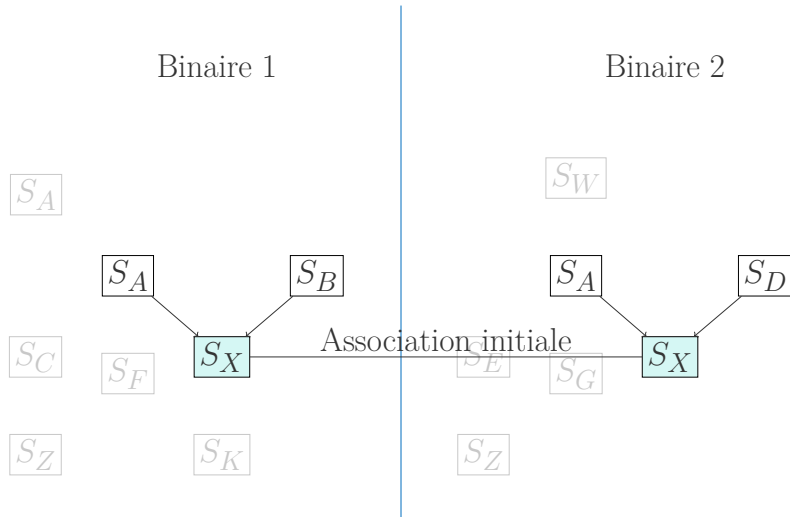 Binaire 1
Binaire 2
S_W
S_A
S_A
S_B
S_A
S_D
Association initiale
S_C
S_F
S_X
S_E
S_G
S_X
S_Z
S_K
S_Z